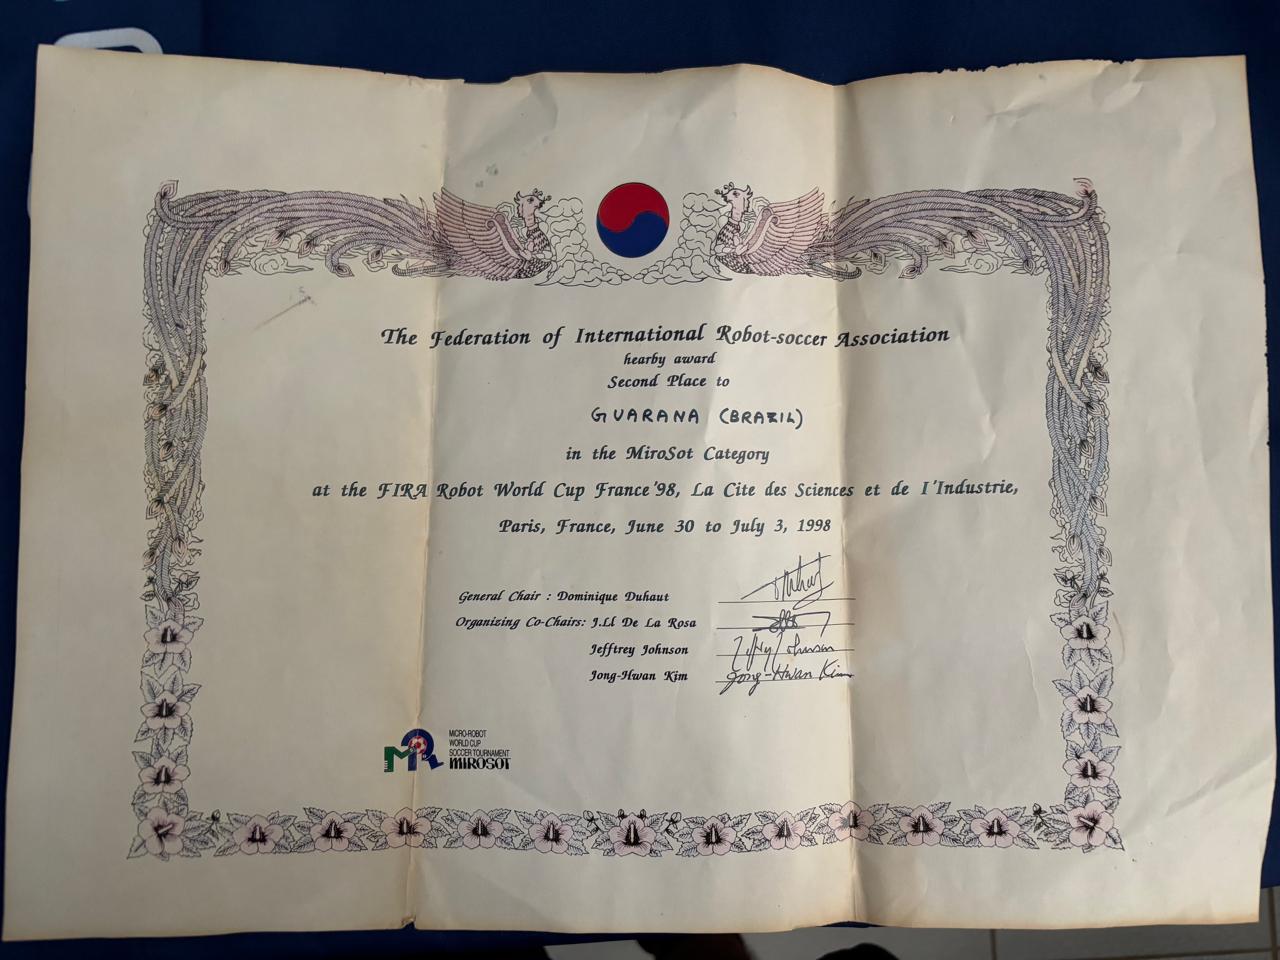 The Federation of International Robot-soccer Association
hearby award
Second Place to
GUARANA (BRAZIL)
in the MiroSot Category
at the FIRA Robot World Cup France'98, La Cite des Sciences et de I'Industrie,
Paris, France, June 30 to July 3, 1998
General Chair : Dominique Duhaut
Organizing Co-Chairs: J.Ll De La Rosa
Jefftrey Johnson Jeffrey Johnson
Jong-Hwan Kim Jong-Hwan Kim
MICRO-ROBOT
WORLD CUP
SOCCER TOURNAMENT
MIROSOT